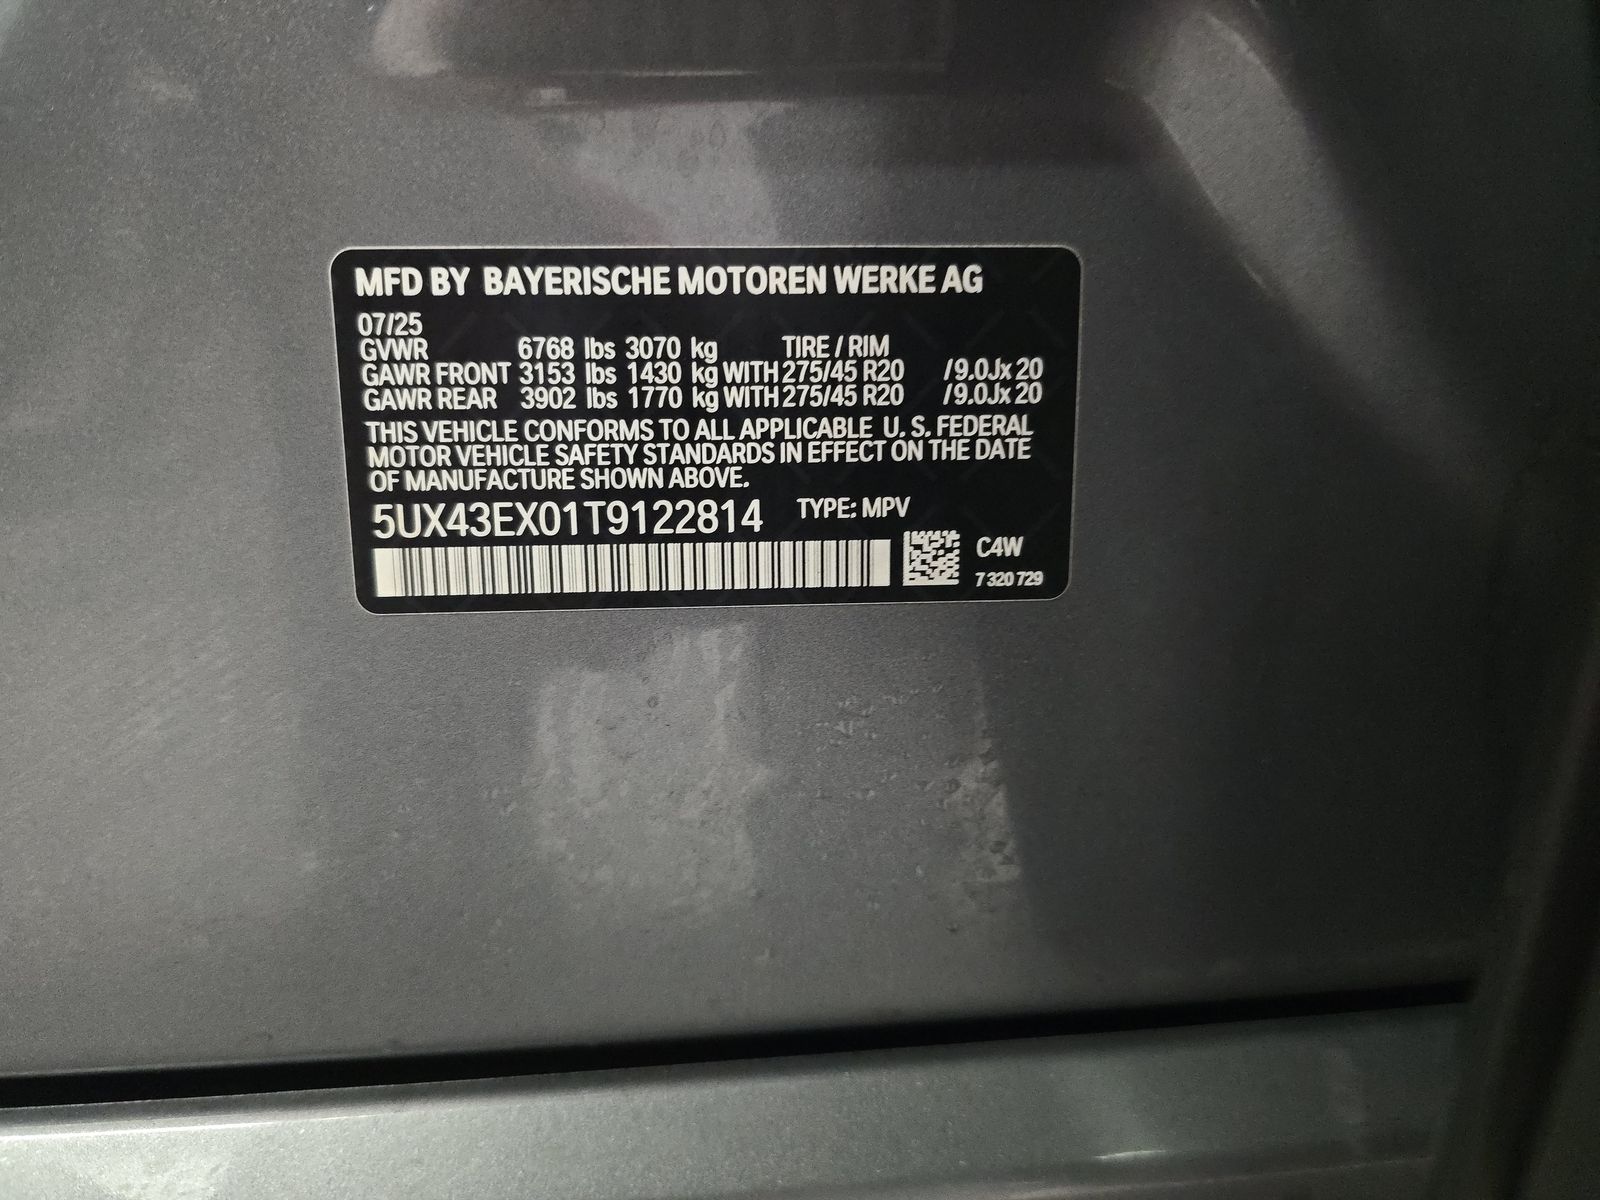 MFD BY BAYERISCHE MOTOREN WERKE AG
07/25
GVWR 6768 lbs 3070 kg TIRE / RIM
GAWR FRONT 3153 lbs 1430 kg WITH 275/45 R20 /9.0Jx 20
GAWR REAR 3902 lbs 1770 kg WITH 275/45 R20 /9.0Jx 20
THIS VEHICLE CONFORMS TO ALL APPLICABLE U. S. FEDERAL
MOTOR VEHICLE SAFETY STANDARDS IN EFFECT ON THE DATE
OF MANUFACTURE SHOWN ABOVE.
5UX43EX01T9122814 TYPE: MPV
C4W
7 320 729